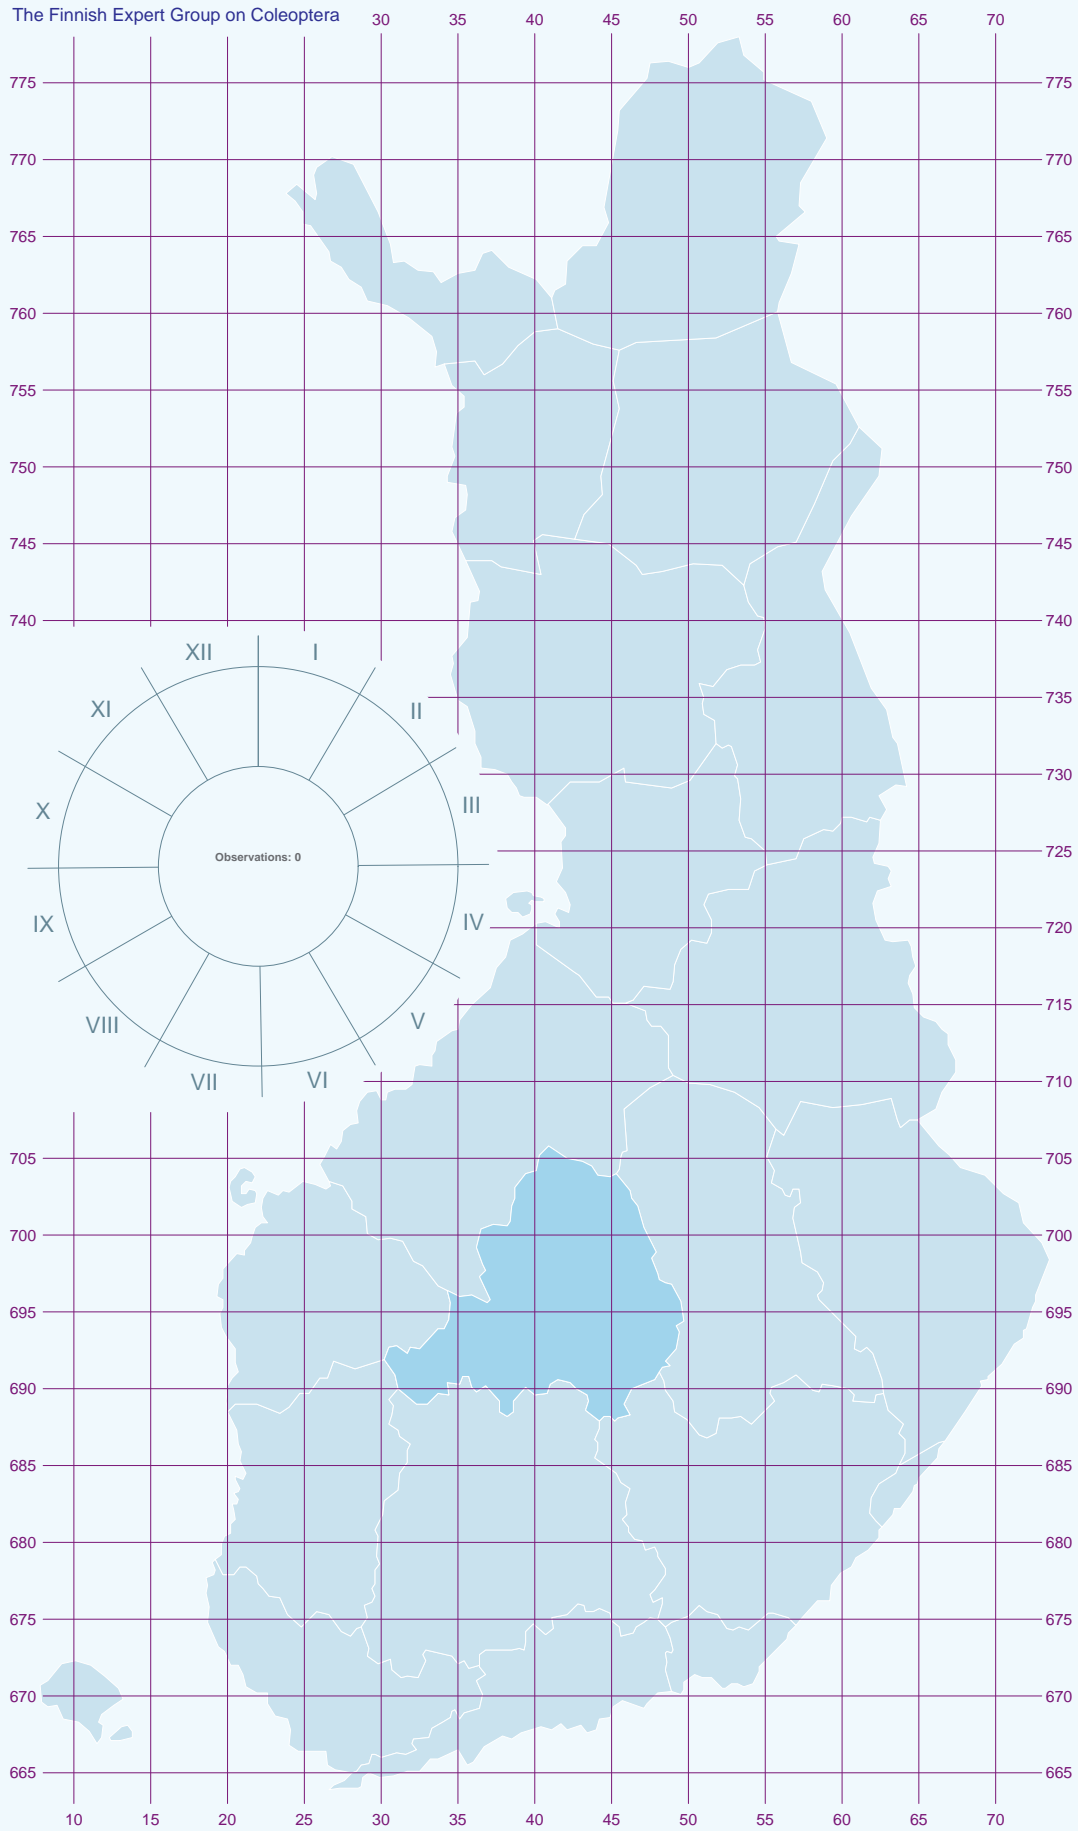 The Finnish Expert Group on Coleoptera 30 35 40 45 50 55 60 65 70
775 775
770 770
765 765
760 760
755 755
750 750
745 745
740 740
XII I
XI II
735
730
X III
Observations: 0
725
IX IV
720
715
VIII V
VII VI
710
705 705
700 700
695 695
690 690
685 685
680 680
675 675
670 670
665 665
10 15 20 25 30 35 40 45 50 55 60 65 70